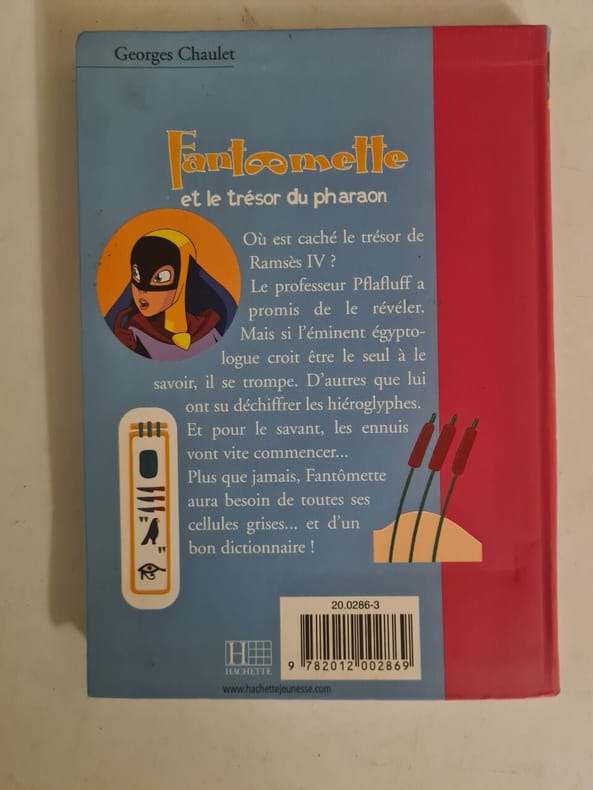 Georges Chaulet
Fantômette
et le trésor du pharaon
Où est caché le trésor de
Ramsès IV ?
Le professeur Pflafluff a
promis de le révéler.
Mais si l'éminent égypto-
logue croit être le seul à le
savoir, il se trompe. D'autres que lui
ont su déchiffrer les hiéroglyphes.
Et pour le savant, les ennuis
vont vite commencer...
Plus que jamais, Fantômette
aura besoin de toutes ses
cellules grises... et d'un
bon dictionnaire !
20.0286-3
9 782012 002869
H
HACHETTE
www.hachettejeunesse.com